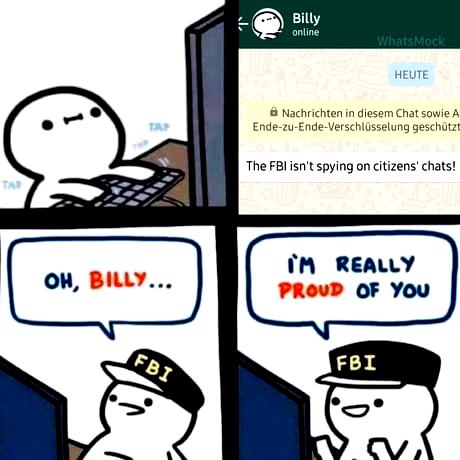 TAP
TAP
TAP
Billy
online
WhatsMock
HEUTE
Nachrichten in diesem Chat sowie A
Ende-zu-Ende-Verschlüsselung geschützt
The FBI isn't spying on citizens' chats!
OH, BILLY...
FBI
I'M REALLY
PROUD OF YOU
FBI